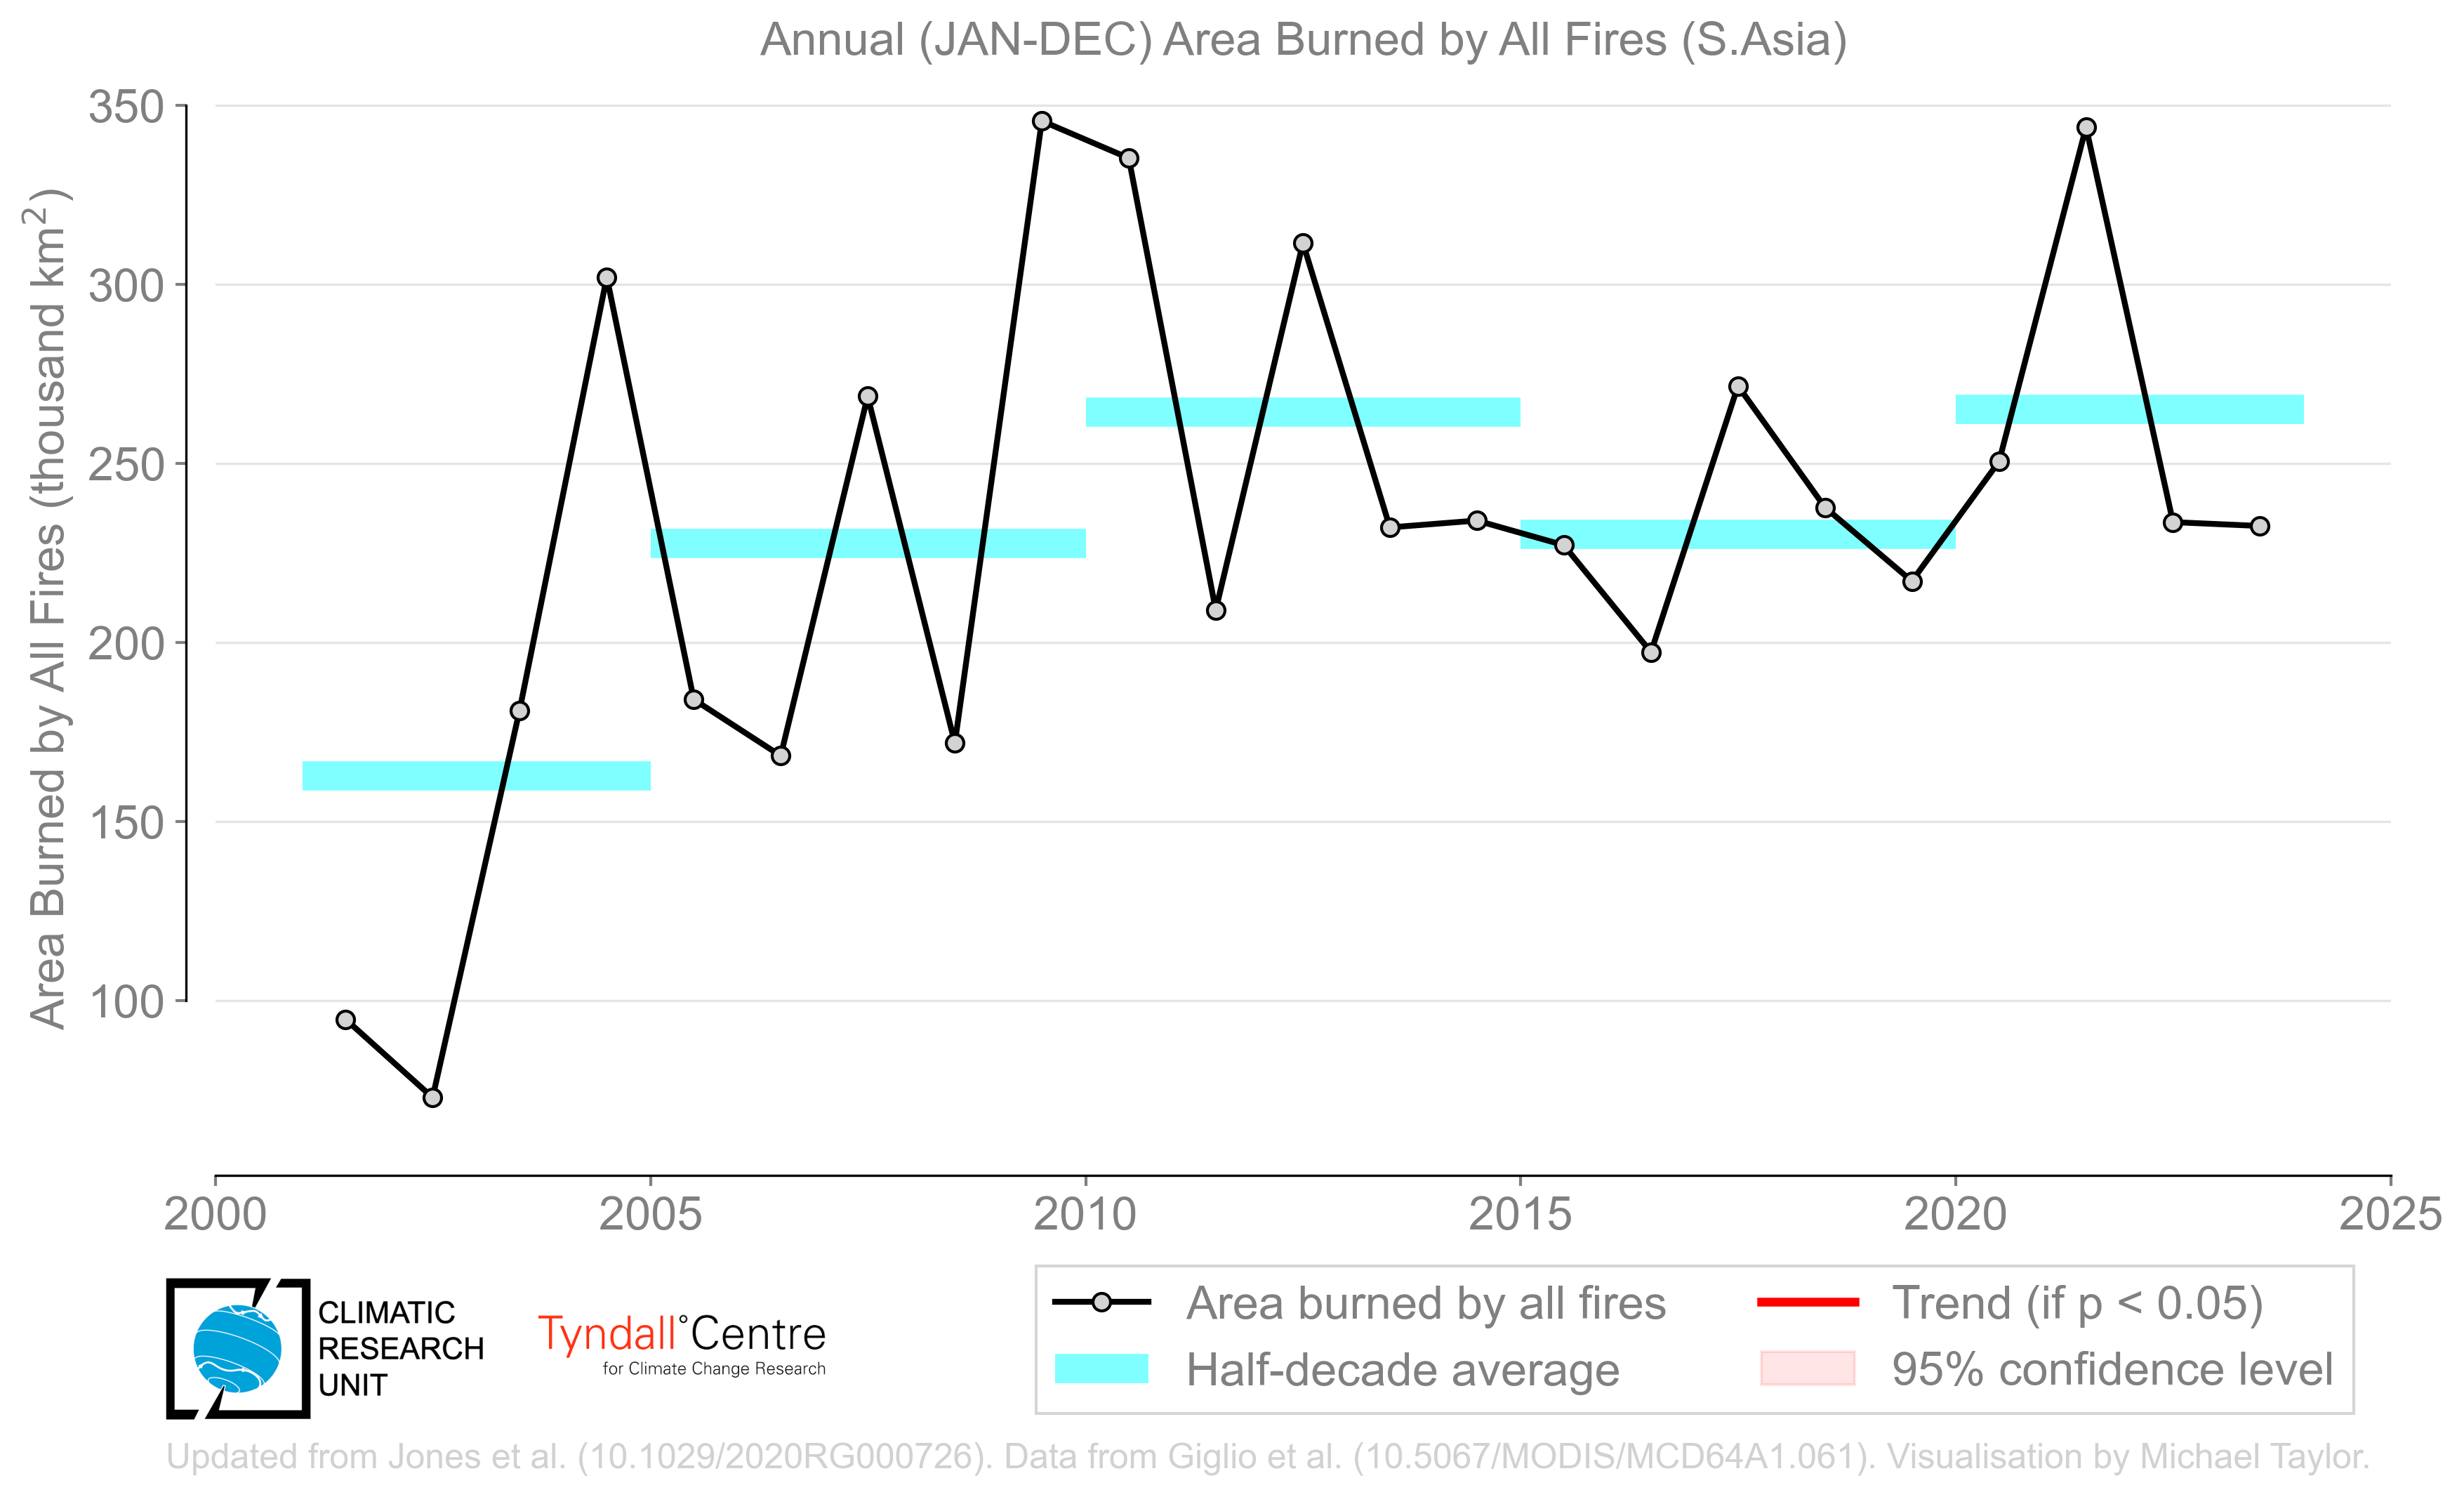 Annual (JAN-DEC) Area Burned by All Fires (S.Asia)
Area Burned by All Fires (thousand km²)
350
300
250
200
150
100
2000 2005 2010 2015 2020 2025
CLIMATIC
RESEARCH
UNIT
Tyndall°Centre
for Climate Change Research
Area burned by all fires
Half-decade average
Trend (if p < 0.05)
95% confidence level
Updated from Jones et al. (10.1029/2020RG000726). Data from Giglio et al. (10.5067/MODIS/MCD64A1.061). Visualisation by Michael Taylor.